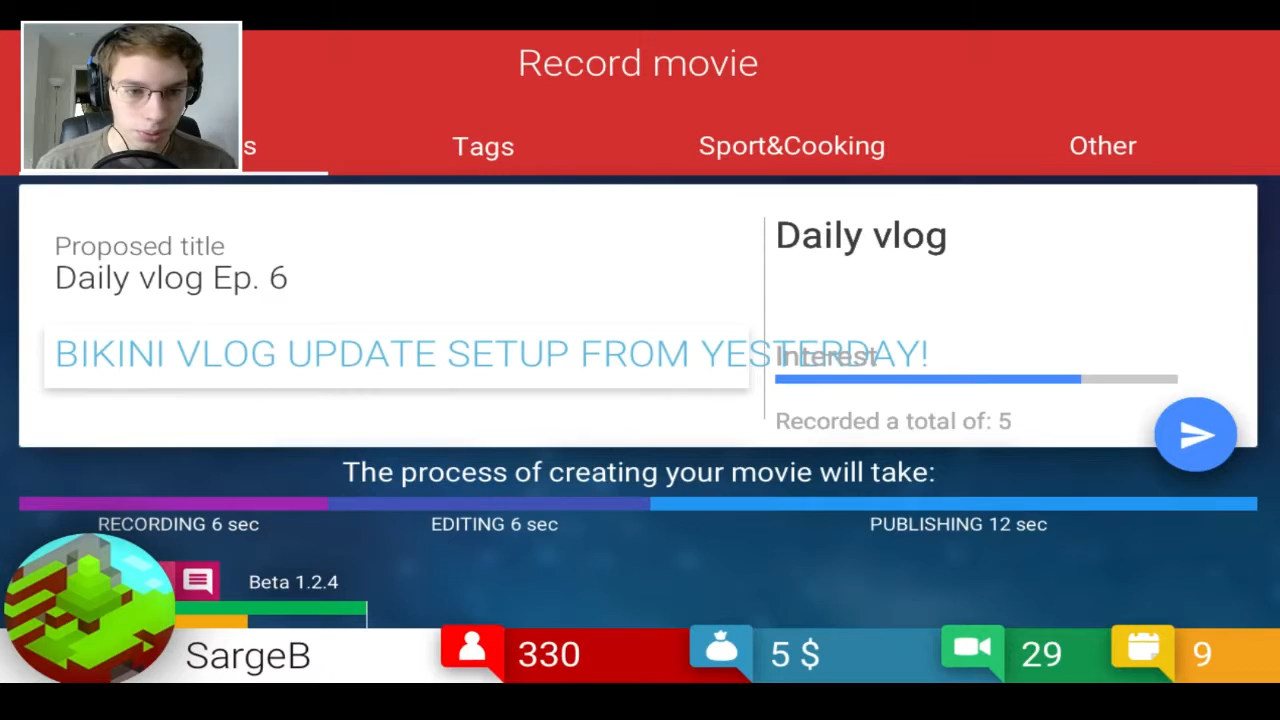 Record movie
s
Tags
Sport&Cooking
Other
Proposed title
Daily vlog Ep. 6
BIKINI VLOG UPDATE SETUP FROM YESTERDAY!
Daily vlog
Interest
Recorded a total of: 5
The process of creating your movie will take:
RECORDING 6 sec
EDITING 6 sec
PUBLISHING 12 sec
Beta 1.2.4
SargeB
330
5 $
29
9